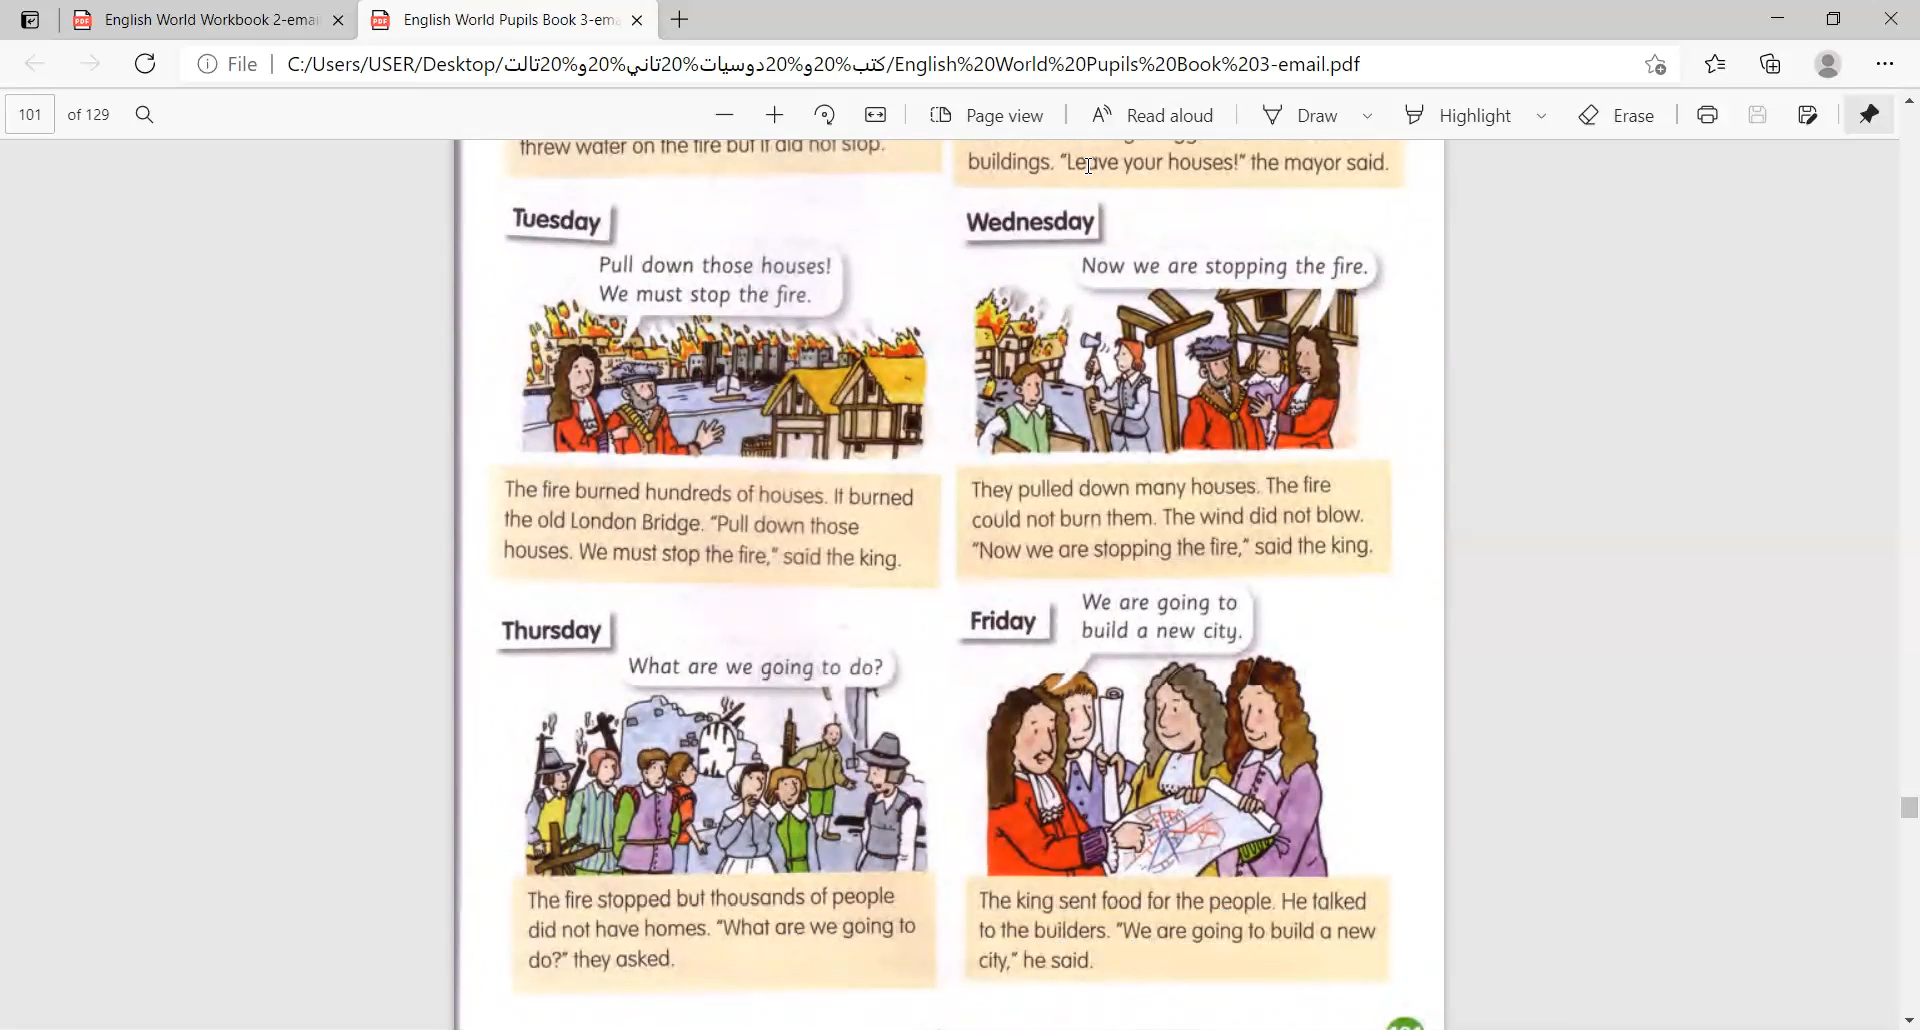 English World Workbook 2-emai
English World Pupils Book 3-ema
File
C:/Users/USER/Desktop/كتب%20و%20دوسيات%20تاني%20و%20تالت/English%20World%20Pupils%20Book%203-email.pdf
101 of 129
Page view
Read aloud
Draw
Highlight
Erase
threw water on the fire but it did not stop.
buildings. "Leave your houses!" the mayor said.
Tuesday
Pull down those houses!
We must stop the fire.
The fire burned hundreds of houses. It burned
the old London Bridge. "Pull down those
houses. We must stop the fire," said the king.
Wednesday
Now we are stopping the fire.
They pulled down many houses. The fire
could not burn them. The wind did not blow.
"Now we are stopping the fire," said the king.
Thursday
What are we going to do?
The fire stopped but thousands of people
did not have homes. "What are we going to
do?" they asked.
Friday
We are going to
build a new city.
The king sent food for the people. He talked
to the builders. "We are going to build a new
city," he said.